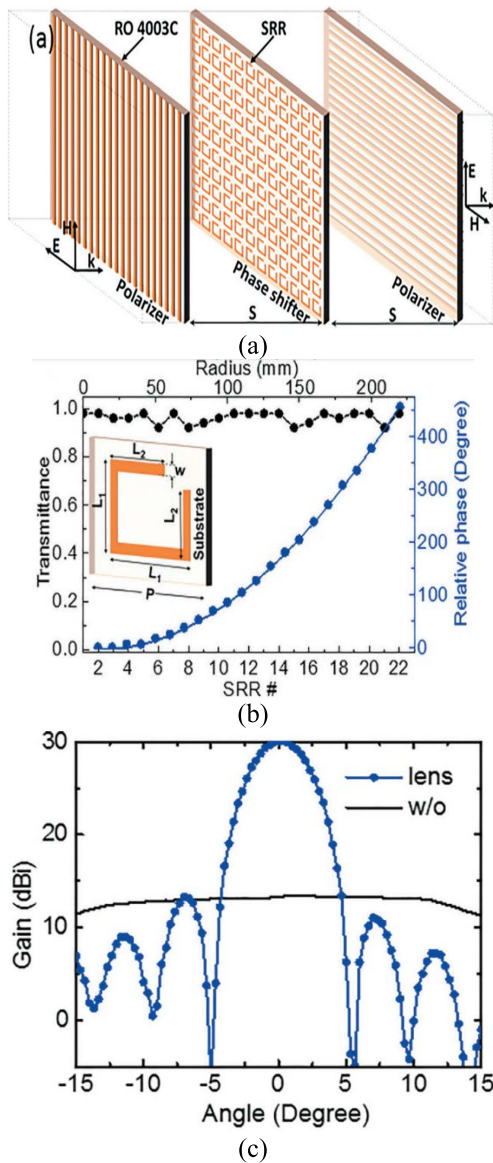 (a)
RO 4003C
SRR
E
H
k
Polarizer
Phase shifter
Polarizer
E
k
H
S
S
(a)
Radius (mm)
0 50 100 150 200
Transmittance
1.0
0.8
0.6
0.4
0.2
0.0
Relative phase (Degree)
400
300
200
100
0
L2
w
L1
L2
Substrate
L1
P
2 4 6 8 10 12 14 16 18 20 22
SRR #
(b)
Gain (dBi)
30
20
10
0
lens
w/o
-15 -10 -5 0 5 10 15
Angle (Degree)
(c)